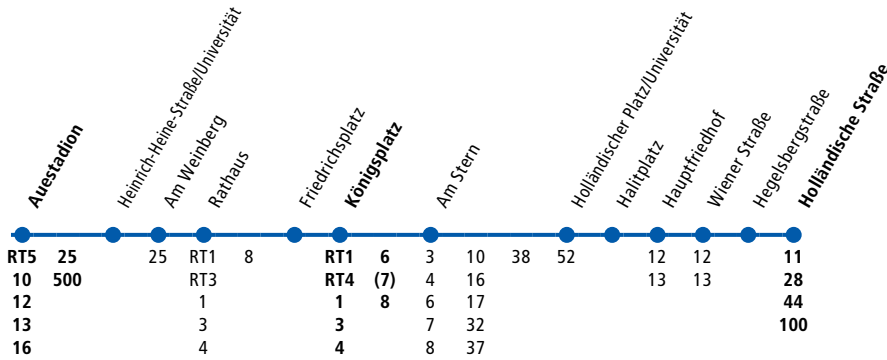 Auestadion
Heinrich-Heine-Straße/Universität
Am Weinberg
Rathaus
Friedrichsplatz
Königsplatz
Am Stern
Holländischer Platz/Universität
Halitplatz
Hauptfriedhof
Wiener Straße
Hegelsbergstraße
Holländische Straße
RT5 25 25 RT1 8 RT1 6 3 10 38 52 12 12 11
10 500 RT3 RT4 (7) 4 16 13 13 28
12 1 1 8 6 17 44
13 3 3 7 32 100
16 4 4 8 37